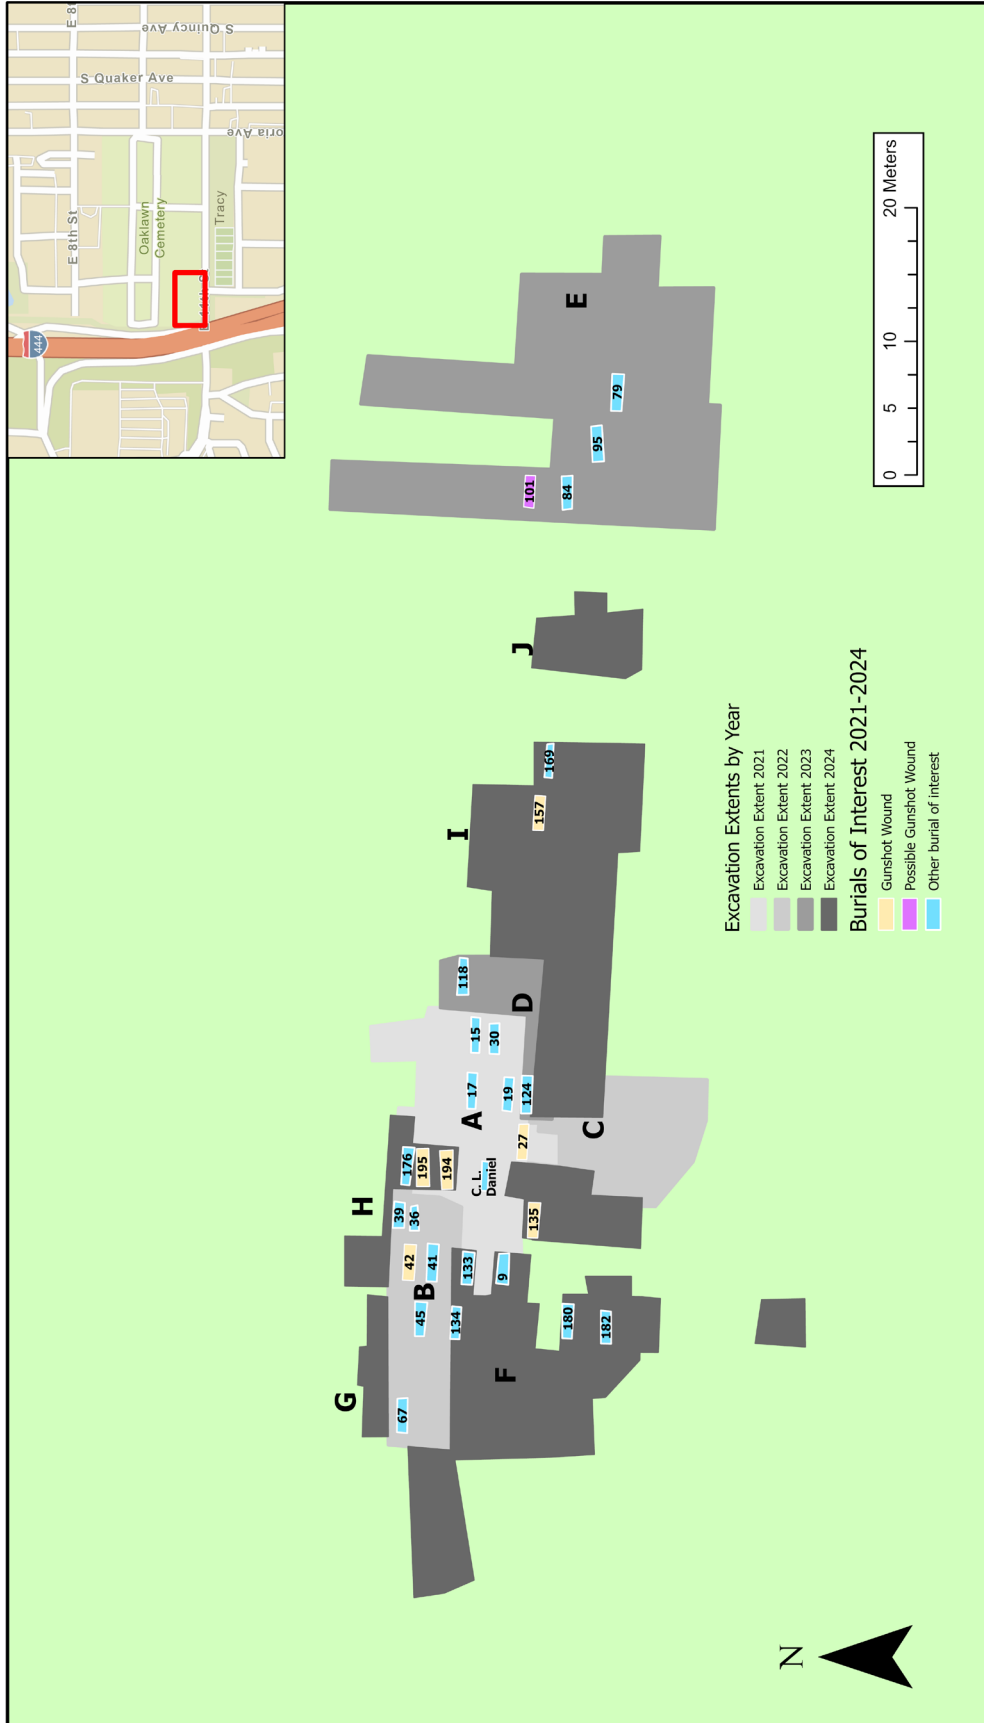 E 8t
S Quincy Ave
S Quaker Ave
oria Ave
E 8th St
Oaklawn
Cemetery
Tracy
444
E
79
95
84
101
J
169
157
I
118
D
15
30
17
19
124
A
27
C
C. L.
Daniel
176
195
194
H
39
36
135
42
41
133
9
B
45
134
180
182
F
G
67
Excavation Extents by Year
Excavation Extent 2021
Excavation Extent 2022
Excavation Extent 2023
Excavation Extent 2024
Burials of Interest 2021-2024
Gunshot Wound
Possible Gunshot Wound
Other burial of interest
0 5 10 20 Meters
N